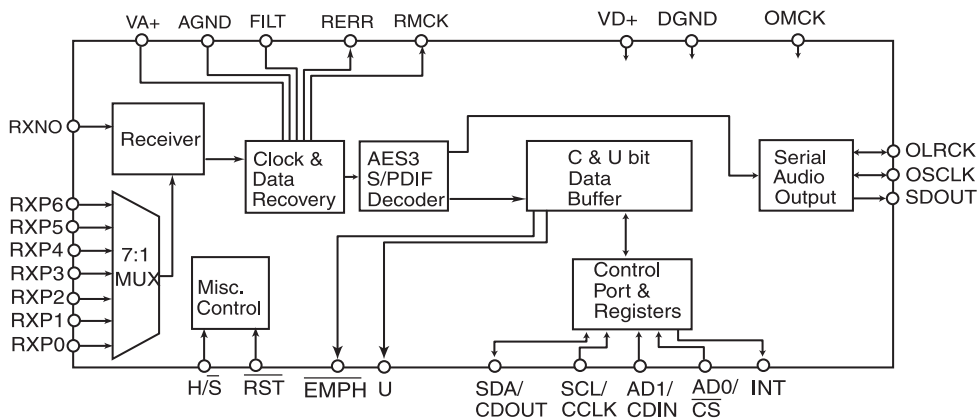 VA+ AGND FILT RERR RMCK VD+ DGND OMCK
RXN0
Receiver
Clock &
Data
Recovery
AES3
S/PDIF
Decoder
C & U bit
Data
Buffer
Serial
Audio
Output
OLRCK
OSCLK
SDOUT
RXP6
RXP5
RXP4
RXP3
RXP2
RXP1
RXP0
7:1
MUX
Misc.
Control
Control
Port &
Registers
H/S RST EMPH U
SDA/
CDOUT
SCL/
CCLK
AD1/
CDIN
AD0/
CS
INT